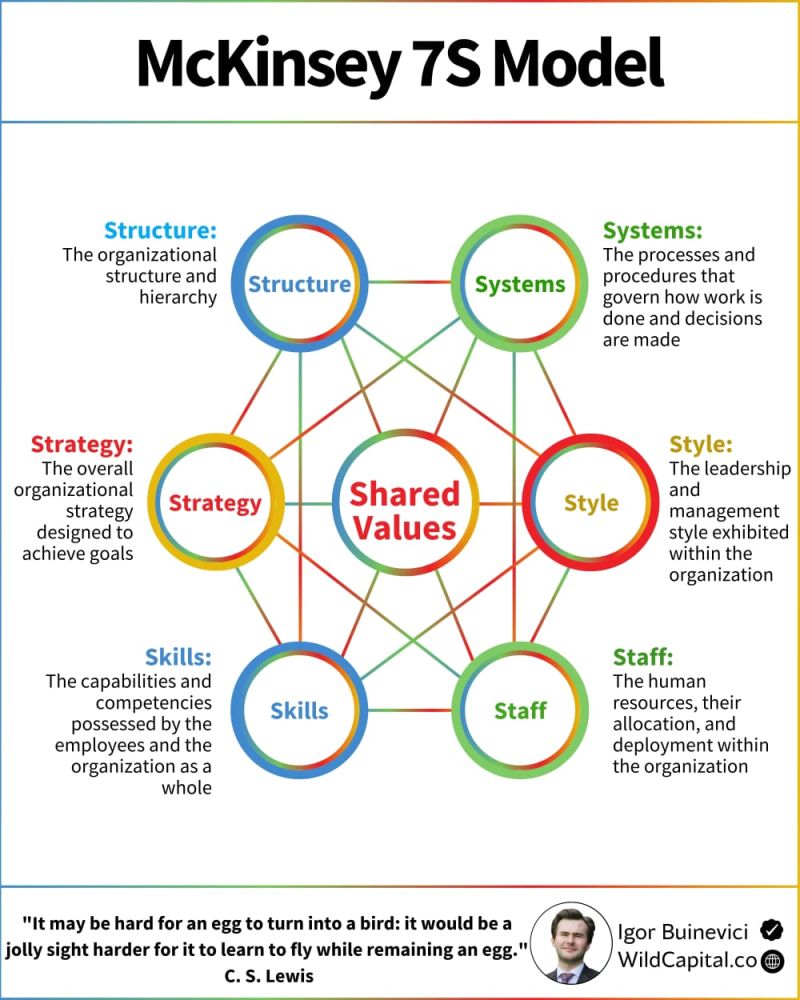 McKinsey 7S Model
Structure:
The organizational
structure and
hierarchy
Structure
Systems
Systems:
The processes and
procedures that
govern how work is
done and decisions
are made
Strategy:
The overall
organizational
strategy
designed to
achieve goals
Strategy
Shared
Values
Style
Style:
The leadership
and
management
style exhibited
within the
organization
Skills:
The capabilities and
competencies
possessed by the
employees and the
organization as a
whole
Skills
Staff
Staff:
The human
resources, their
allocation, and
deployment within
the organization
"It may be hard for an egg to turn into a bird: it would be a
jolly sight harder for it to learn to fly while remaining an egg."
C. S. Lewis
Igor Buinevici
WildCapital.co